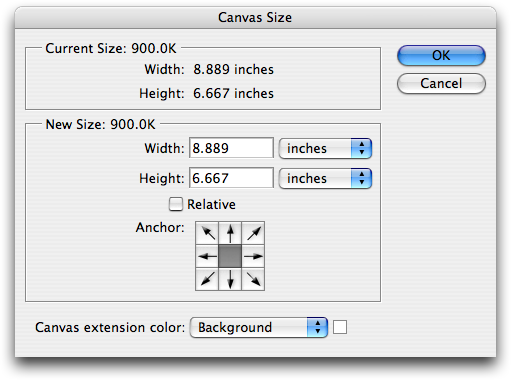 Canvas Size
Current Size: 900.0K
Width: 8.889 inches
Height: 6.667 inches
OK
Cancel
New Size: 900.0K
Width: 8.889 inches
Height: 6.667 inches
Relative
Anchor:
Canvas extension color: Background